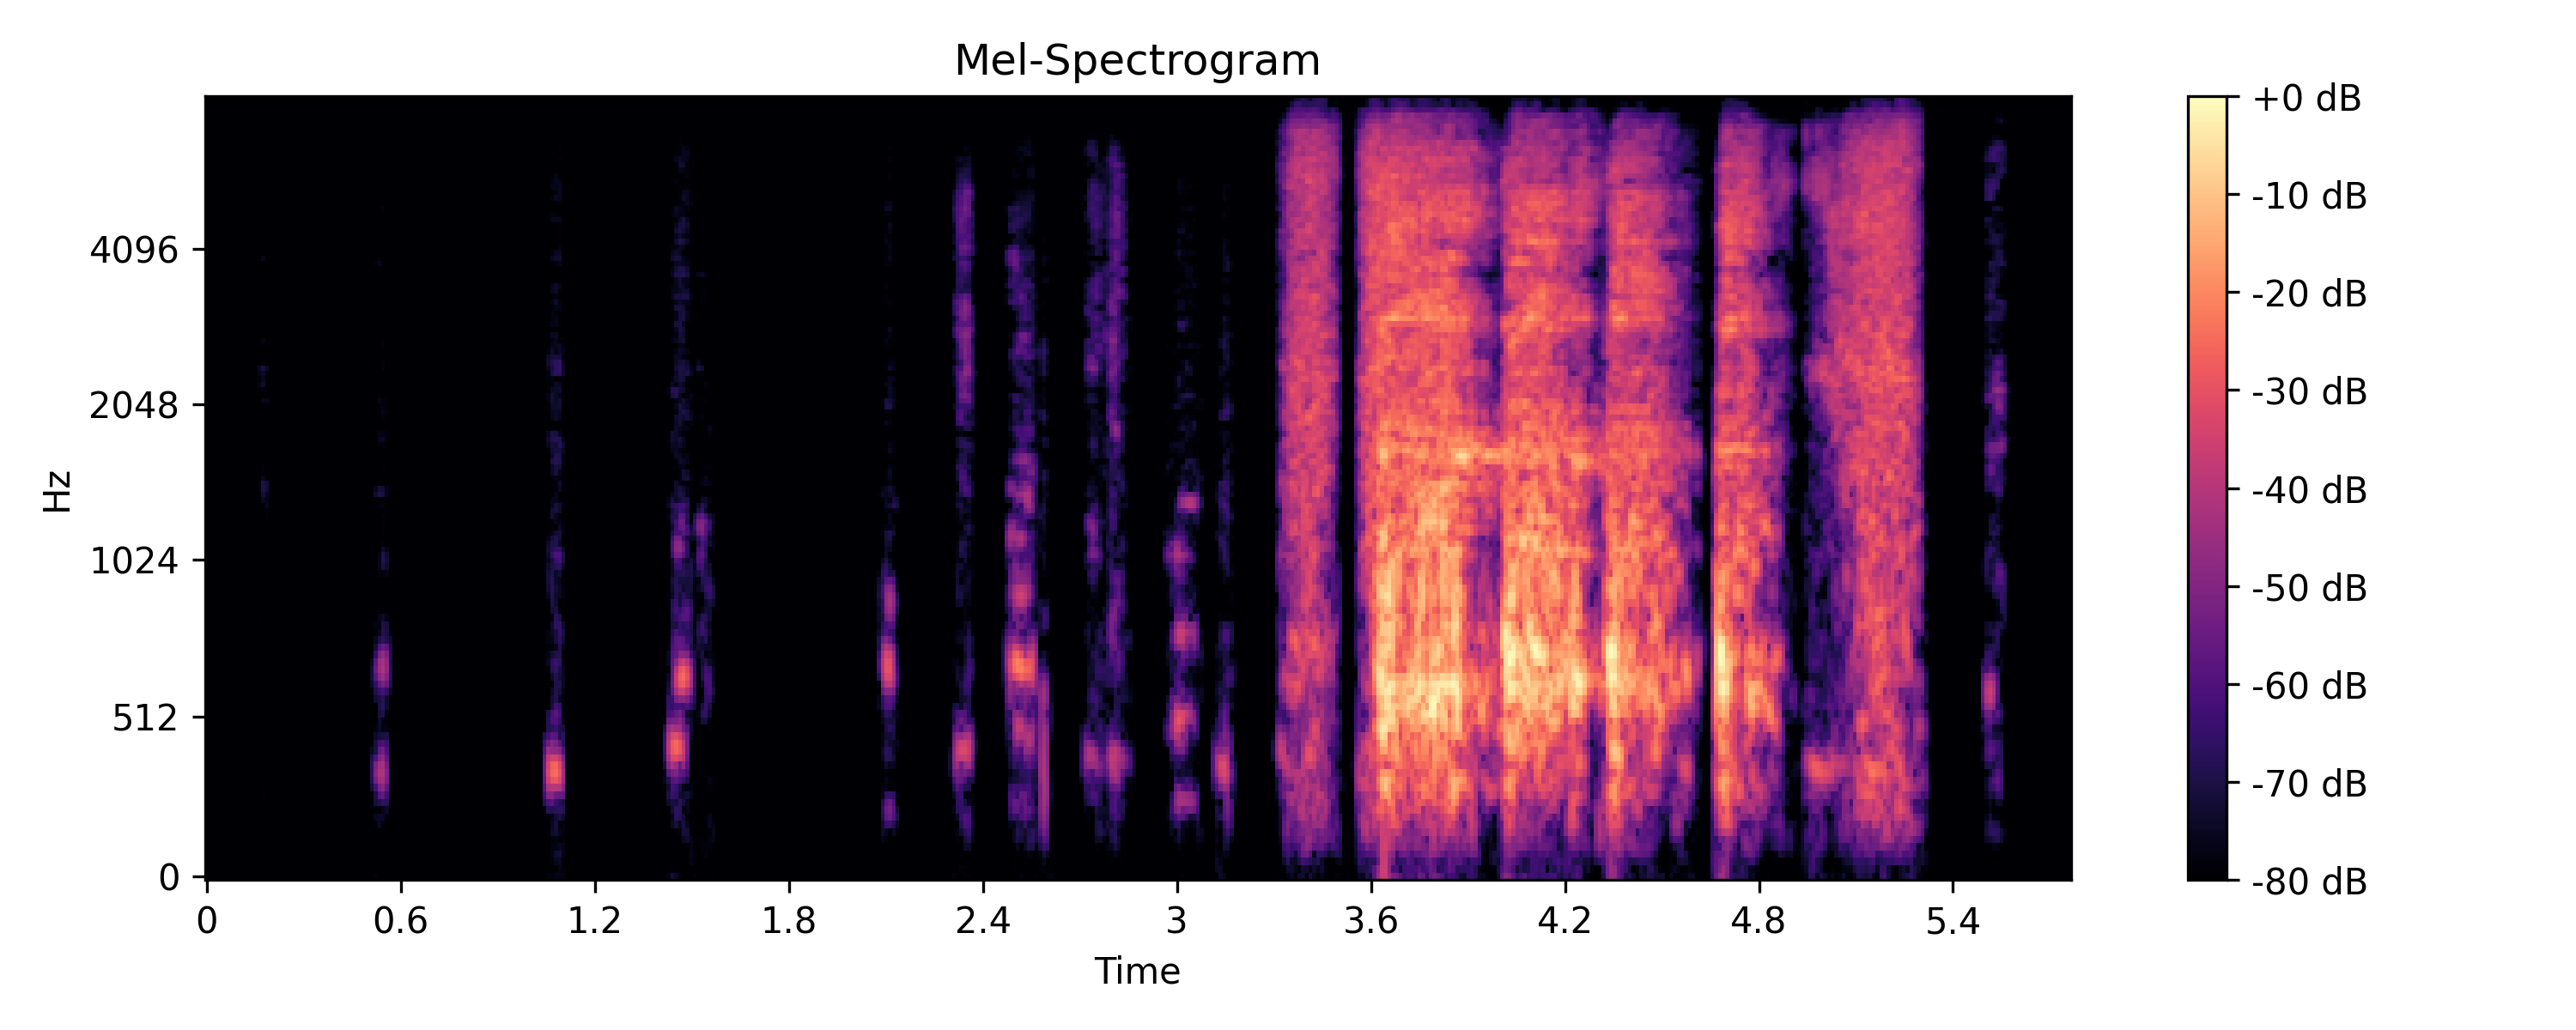 Mel-Spectrogram
+0 dB
-10 dB
-20 dB
-30 dB
-40 dB
-50 dB
-60 dB
-70 dB
-80 dB
Hz
4096
2048
1024
512
0
0 0.6 1.2 1.8 2.4 3 3.6 4.2 4.8 5.4
Time